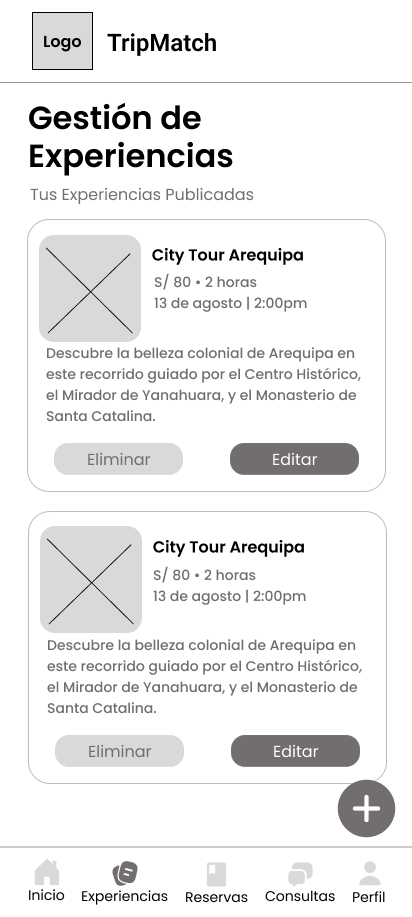 Logo
TripMatch
Gestión de
Experiencias
Tus Experiencias Publicadas
City Tour Arequipa
S/ 80 • 2 horas
13 de agosto | 2:00pm
Descubre la belleza colonial de Arequipa en
este recorrido guiado por el Centro Histórico,
el Mirador de Yanahuara, y el Monasterio de
Santa Catalina.
Eliminar
Editar
City Tour Arequipa
S/ 80 • 2 horas
13 de agosto | 2:00pm
Descubre la belleza colonial de Arequipa en
este recorrido guiado por el Centro Histórico,
el Mirador de Yanahuara, y el Monasterio de
Santa Catalina.
Eliminar
Editar
Inicio
Experiencias
Reservas
Consultas
Perfil